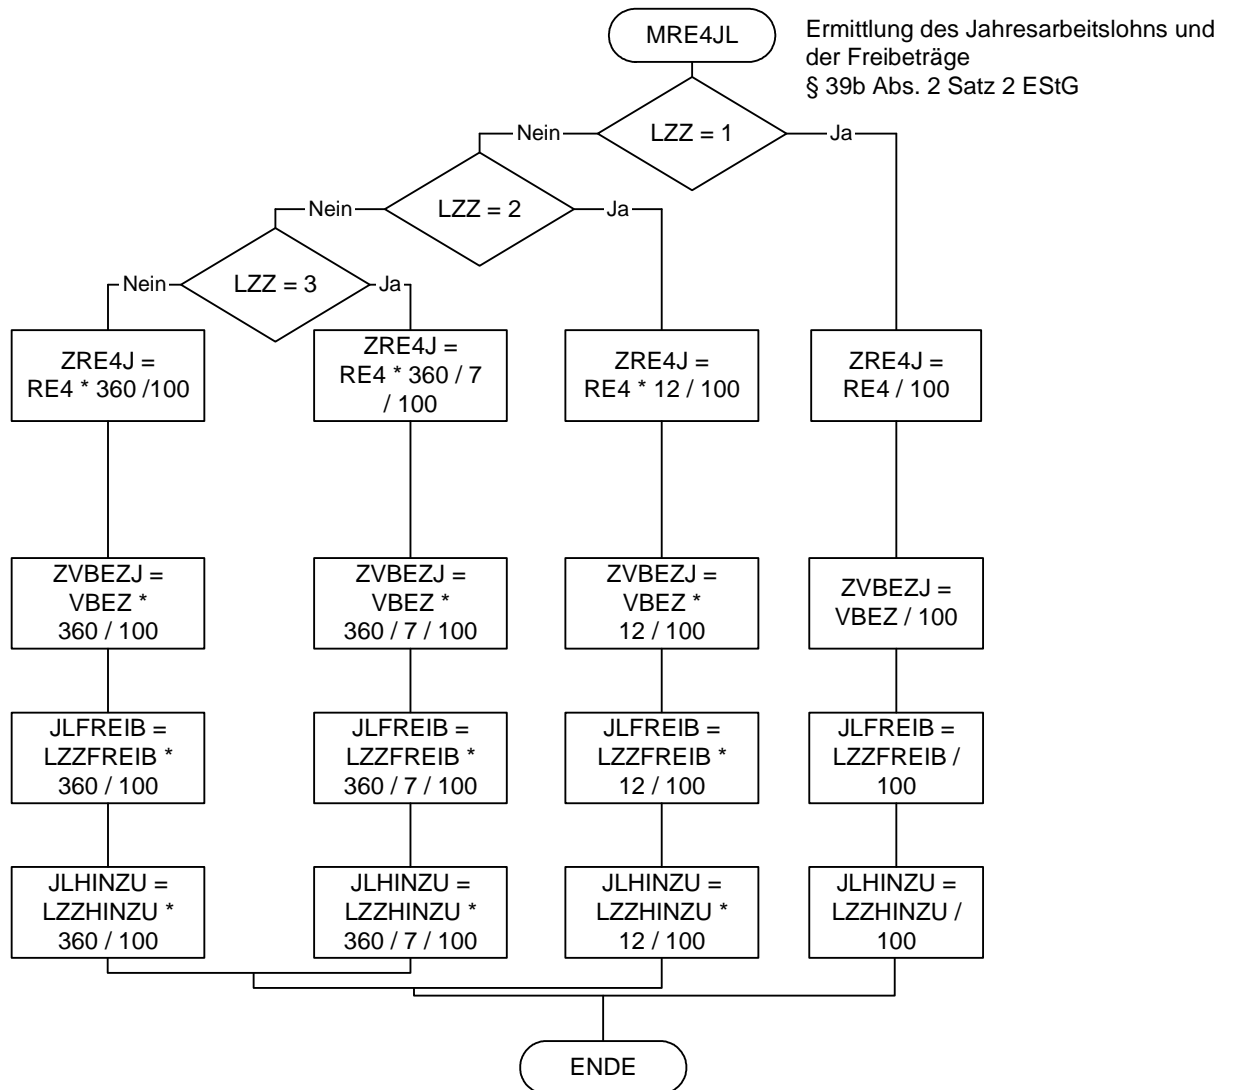 MRE4JL
Ermittlung des Jahresarbeitslohns und
der Freibeträge
§ 39b Abs. 2 Satz 2 EStG
LZZ = 1
Nein
Ja
LZZ = 2
Nein
Ja
LZZ = 3
Nein
Ja
ZRE4J =
RE4 * 360 /100
ZRE4J =
RE4 * 360 / 7
/ 100
ZRE4J =
RE4 * 12 / 100
ZRE4J =
RE4 / 100
ZVBEZJ =
VBEZ *
360 / 100
ZVBEZJ =
VBEZ *
360 / 7 / 100
ZVBEZJ =
VBEZ *
12 / 100
ZVBEZJ =
VBEZ / 100
JLFREIB =
LZZFREIB *
360 / 100
JLFREIB =
LZZFREIB *
360 / 7 / 100
JLFREIB =
LZZFREIB *
12 / 100
JLFREIB =
LZZFREIB /
100
JLHINZU =
LZZHINZU *
360 / 100
JLHINZU =
LZZHINZU *
360 / 7 / 100
JLHINZU =
LZZHINZU *
12 / 100
JLHINZU =
LZZHINZU /
100
ENDE